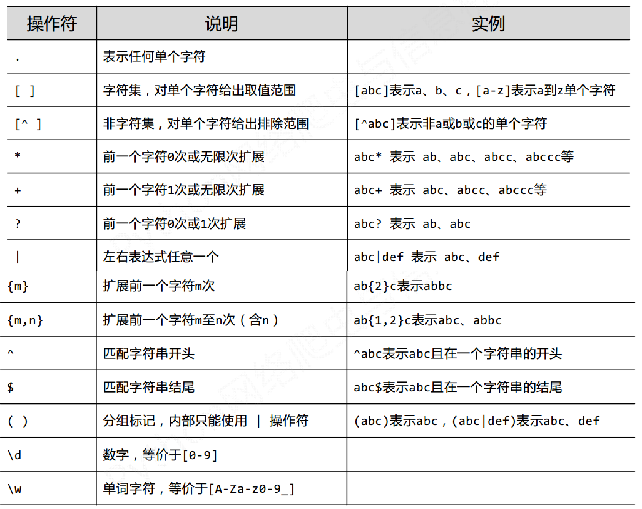 操作符 说明 实例
. 表示任何单个字符
[ ] 字符集，对单个字符给出取值范围 [abc]表示a、b、c，[a-z]表示a到z单个字符
[^ ] 非字符集，对单个字符给出排除范围 [^abc]表示非a或b或c的单个字符
* 前一个字符0次或无限次扩展 abc* 表示 ab、abc、abcc、abccc等
+ 前一个字符1次或无限次扩展 abc+ 表示 abc、abcc、abccc等
? 前一个字符0次或1次扩展 abc? 表示 ab、abc
| 左右表达式任意一个 abc|def 表示 abc、def
{m} 扩展前一个字符m次 ab{2}c表示abbc
{m,n} 扩展前一个字符m至n次（含n） ab{1,2}c表示abc、abbc
^ 匹配字符串开头 ^abc表示abc且在一个字符串的开头
$ 匹配字符串结尾 abc$表示abc且在一个字符串的结尾
( ) 分组标记，内部只能使用 | 操作符 (abc)表示abc，(abc|def)表示abc、def
\d 数字，等价于[0-9]
\w 单词字符，等价于[A-Za-z0-9_]